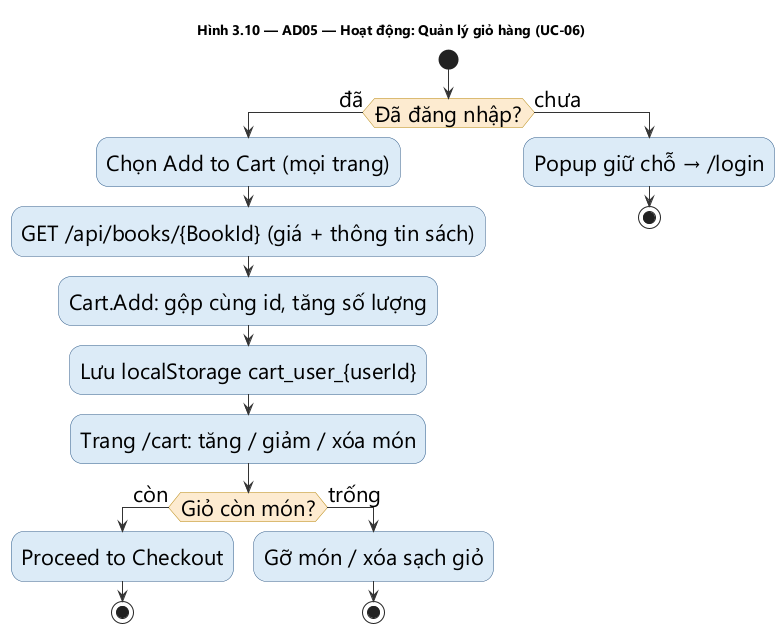 Hình 3.10 — AD05 — Hoạt động: Quản lý giỏ hàng (UC-06)
đã
Đã đăng nhập?
chưa
Chọn Add to Cart (mọi trang)
Popup giữ chỗ → /login
GET /api/books/{BookId} (giá + thông tin sách)
Cart.Add: gộp cùng id, tăng số lượng
Lưu localStorage cart_user_{userId}
Trang /cart: tăng / giảm / xóa món
còn
Giỏ còn món?
trống
Proceed to Checkout
Gỡ món / xóa sạch giỏ